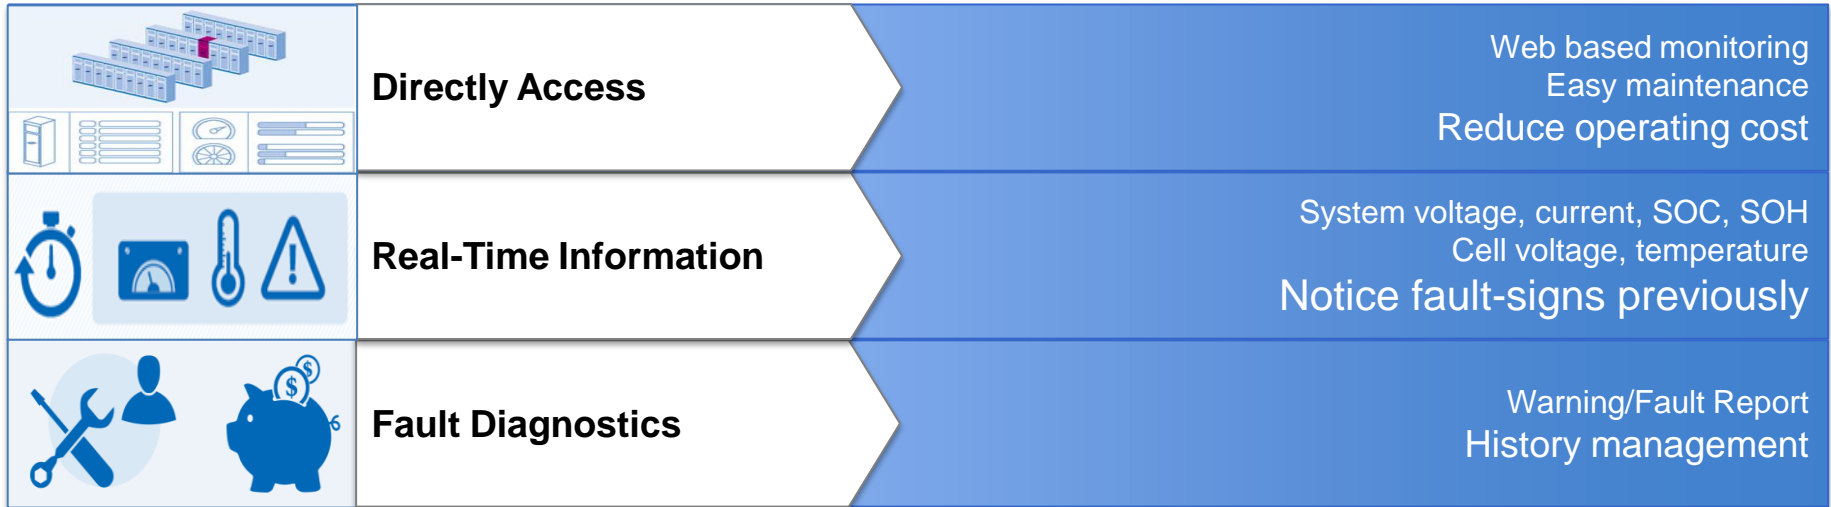 Directly Access
Web based monitoring
Easy maintenance
Reduce operating cost
Real-Time Information
System voltage, current, SOC, SOH
Cell voltage, temperature
Notice fault-signs previously
$
$
Fault Diagnostics
Warning/Fault Report
History management